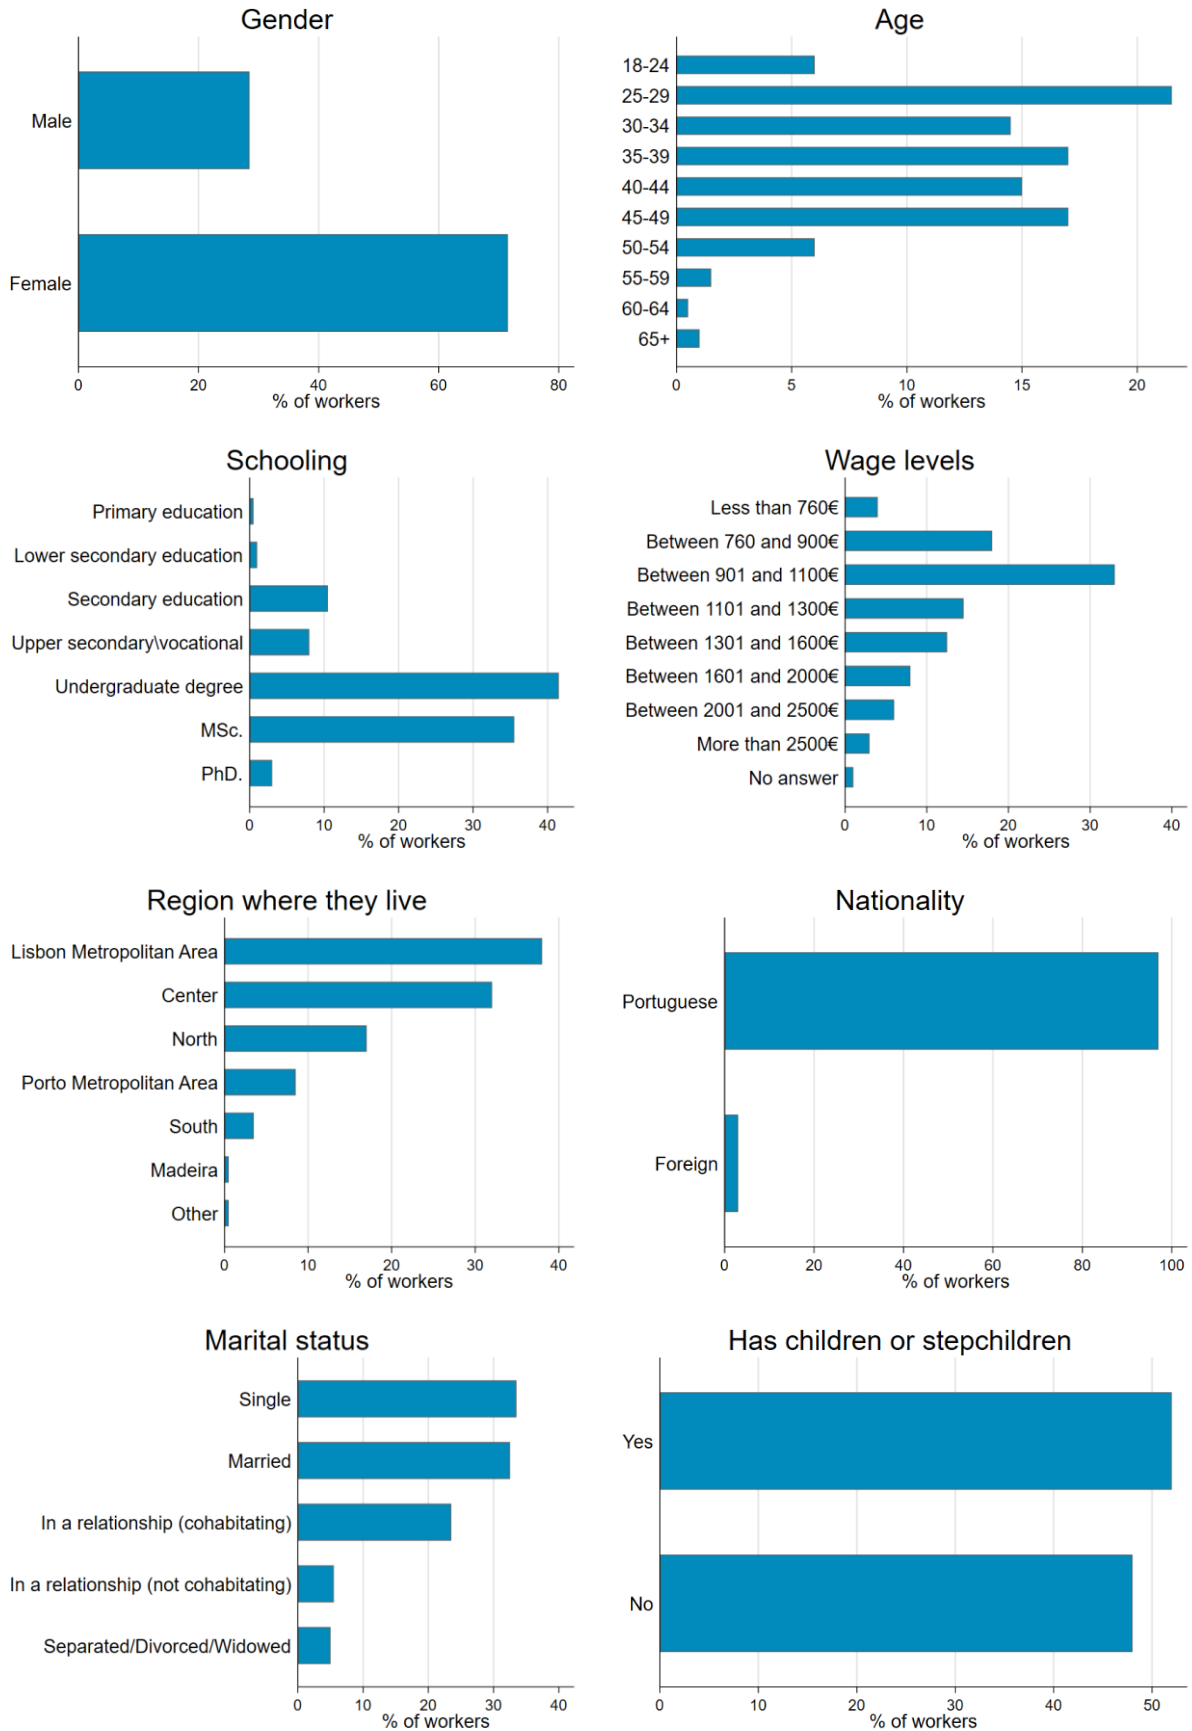 Gender
Male
Female
0 20 40 60 80
% of workers
Age
18-24
25-29
30-34
35-39
40-44
45-49
50-54
55-59
60-64
65+
0 5 10 15 20
% of workers
Schooling
Primary education
Lower secondary education
Secondary education
Upper secondary\vocational
Undergraduate degree
MSc.
PhD.
0 10 20 30 40
% of workers
Wage levels
Less than 760€
Between 760 and 900€
Between 901 and 1100€
Between 1101 and 1300€
Between 1301 and 1600€
Between 1601 and 2000€
Between 2001 and 2500€
More than 2500€
No answer
0 10 20 30 40
% of workers
Region where they live
Lisbon Metropolitan Area
Center
North
Porto Metropolitan Area
South
Madeira
Other
0 10 20 30 40
% of workers
Nationality
Portuguese
Foreign
0 20 40 60 80 100
% of workers
Marital status
Single
Married
In a relationship (cohabitating)
In a relationship (not cohabitating)
Separated/Divorced/Widowed
0 10 20 30 40
% of workers
Has children or stepchildren
Yes
No
0 10 20 30 40 50
% of workers